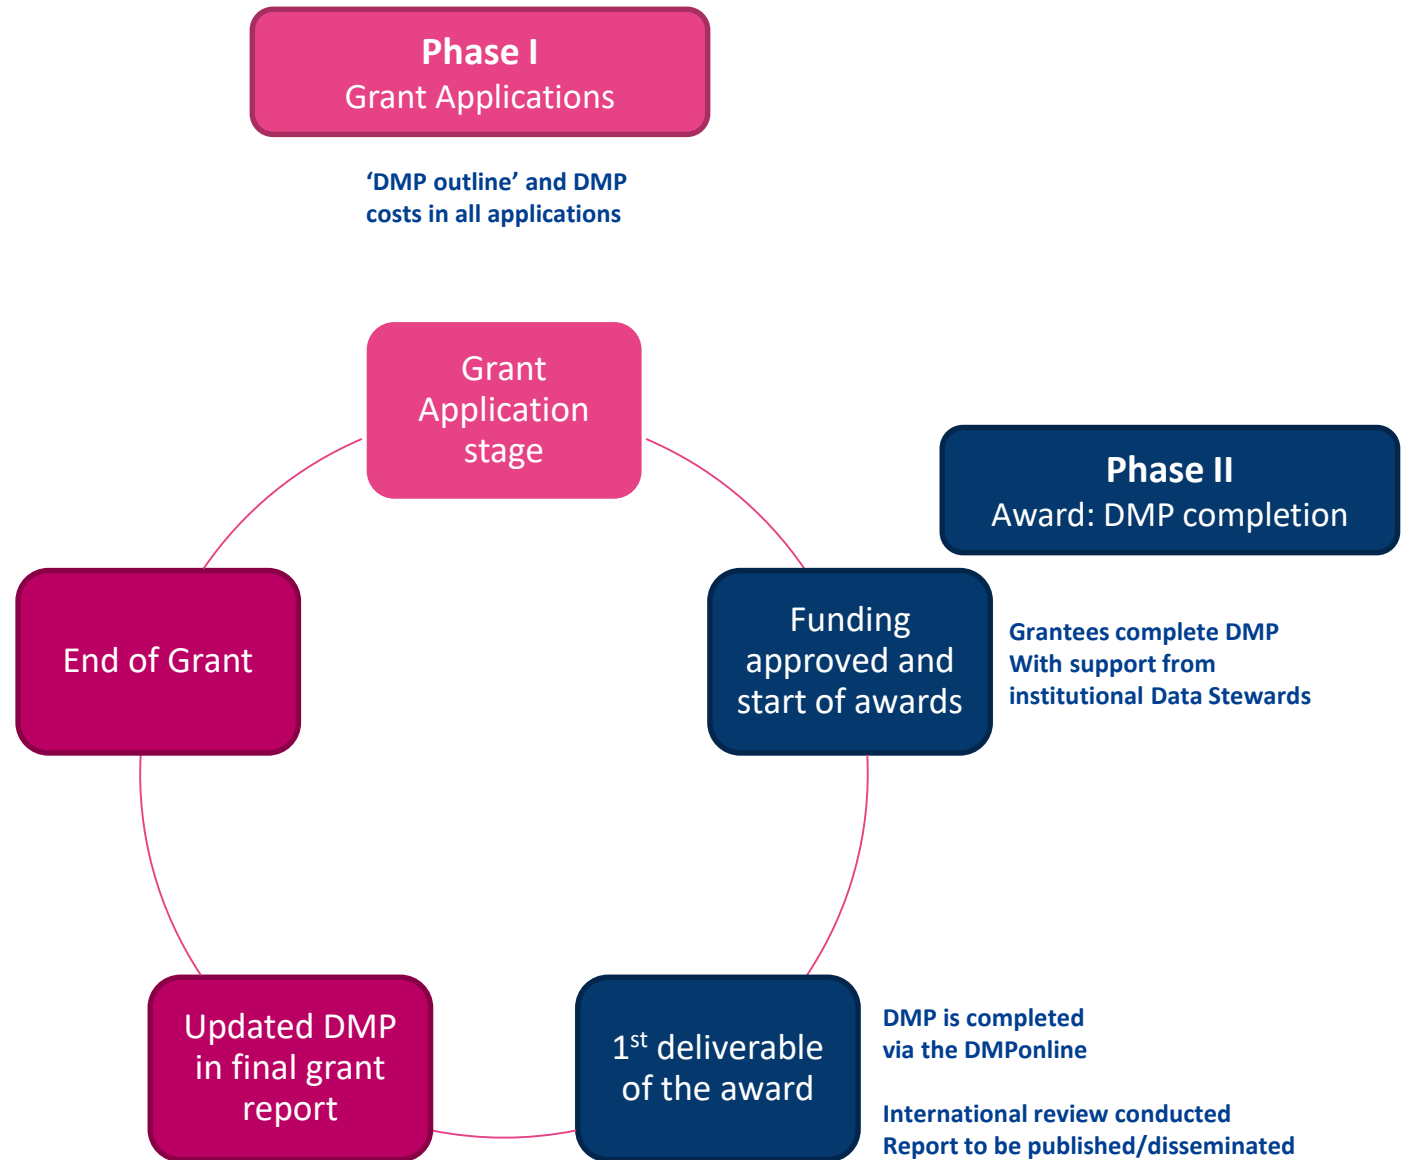 Phase I
Grant Applications
‘DMP outline’ and DMP
costs in all applications
Grant
Application
stage
Phase II
Award: DMP completion
Funding
approved and
start of awards
Grantees complete DMP
With support from
institutional Data Stewards
End of Grant
1st deliverable
of the award
DMP is completed
via the DMPonline
International review conducted
Report to be published/disseminated
Updated DMP
in final grant
report